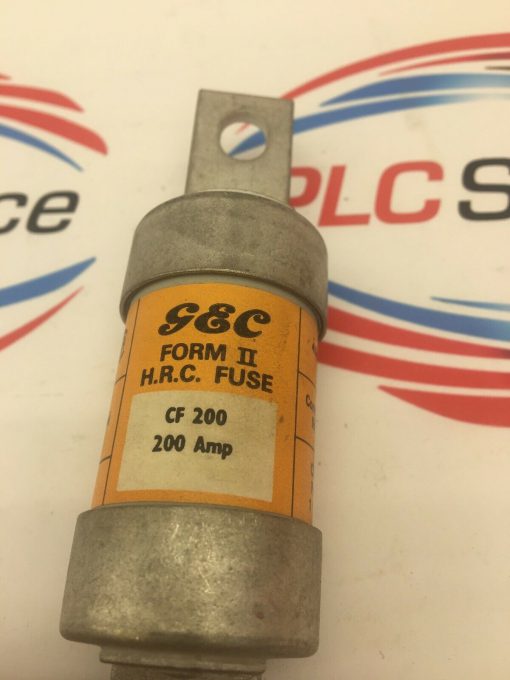 ce
PLC S
GEC
FORM II
H.R.C. FUSE
CF 200
200 Amp